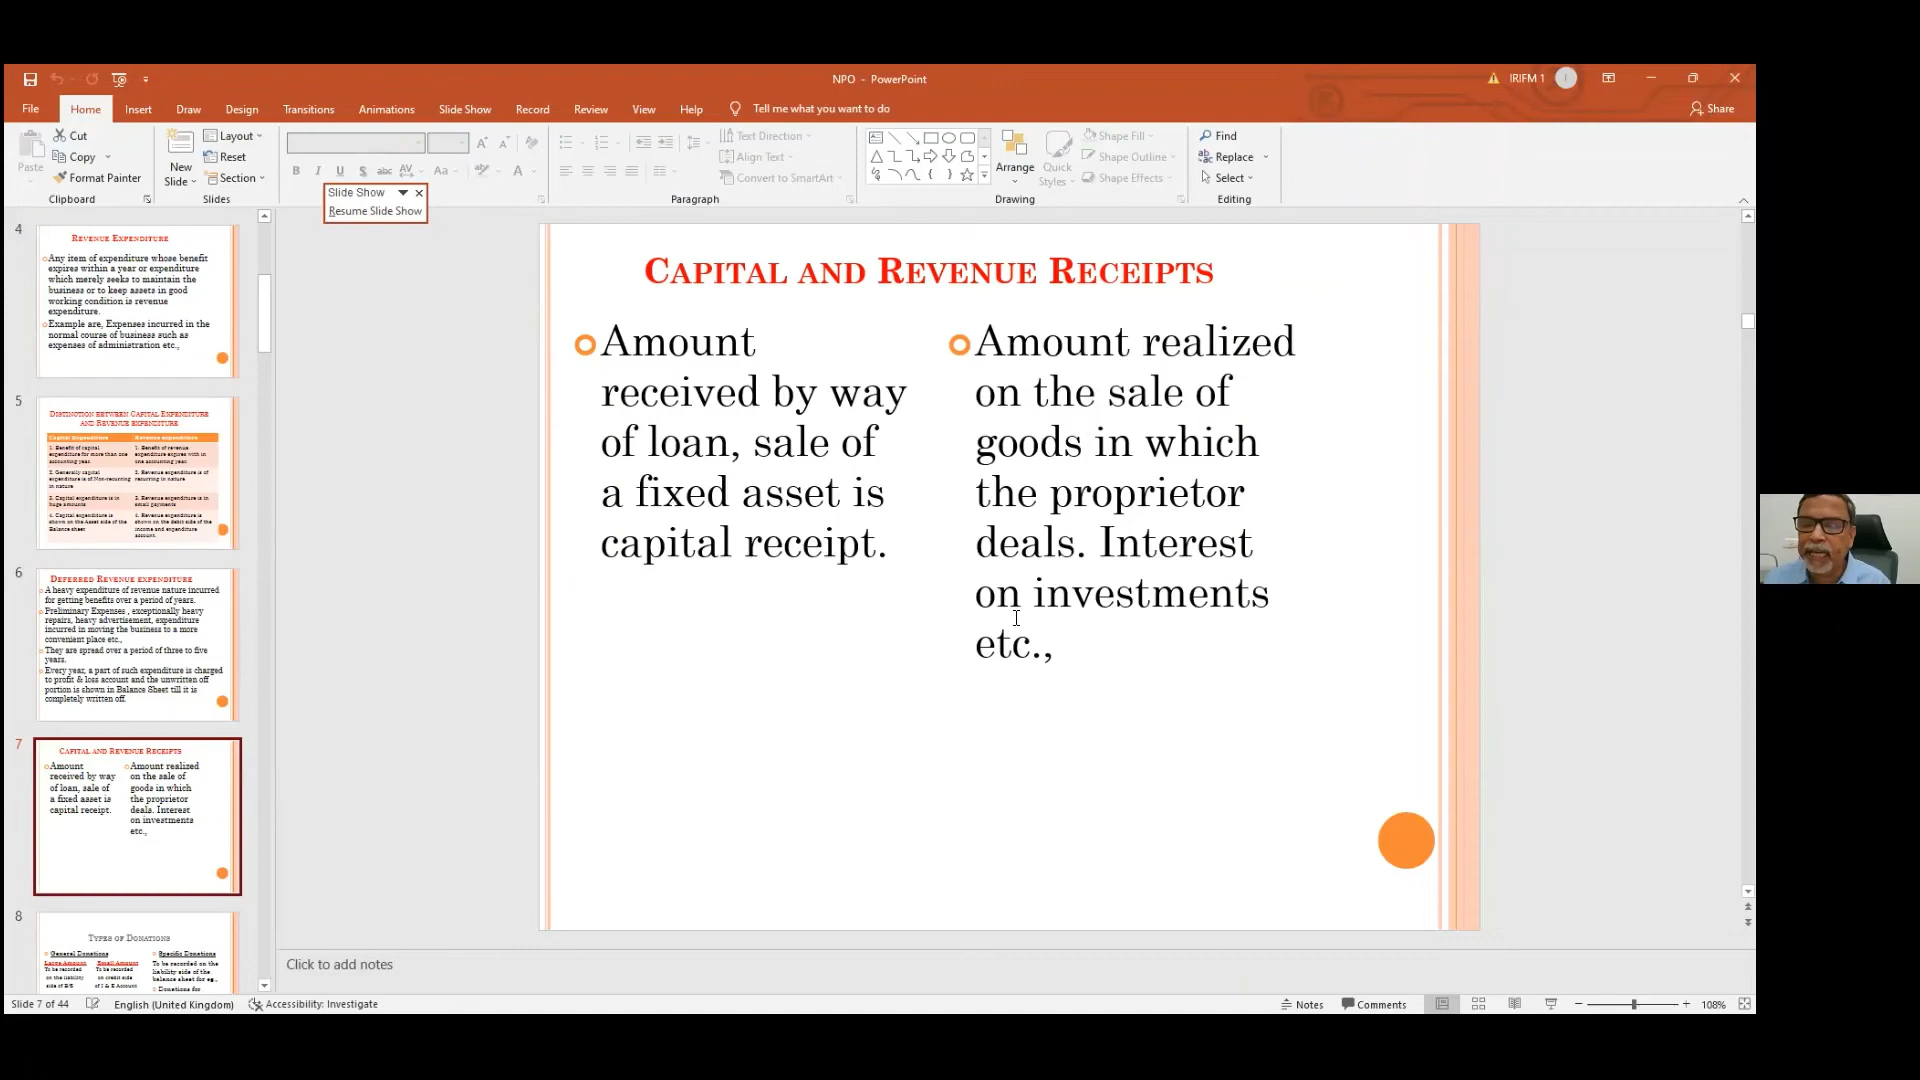 NPO - PowerPoint
IRIFM 1
I
File Home Insert Draw Design Transitions Animations Slide Show Record Review View Help Tell me what you want to do
Share
Paste
Cut
Copy
Format Painter
Clipboard
New
Slide
Layout
Reset
Section
Slides
B I U S abc AV Aa A
Text Direction
Align Text
Convert to SmartArt
Paragraph
Arrange
Quick
Styles
Shape Fill
Shape Outline
Shape Effects
Drawing
Find
Replace
Select
Editing
Slide Show
Resume Slide Show
4
REVENUE EXPENDITURE
Any item of expenditure whose benefit
expires within a year or expenditure
which merely seeks to maintain the
business or to keep assets in good
working condition is revenue
expenditure.
Example are, Expenses incurred in the
normal course of business such as
expenses of administration etc.,
5
DISTINCTION BETWEEN CAPITAL EXPENDITURE
AND REVENUE EXPENDITURE
Capital Expenditure Revenue expenditure
1. Benefit of capital
expenditure for more than one
accounting year.
1. Benefit of revenue
expenditure expires with in
one accounting year.
2. Generally capital
expenditure is of Non-recurring
in nature
2. Revenue expenditure is of
recurring in nature
3. Capital expenditure is in
huge amounts
3. Revenue expenditure is in
small payments
4. Capital expenditure is
shown on the Asset side of the
Balance sheet
4. Revenue expenditure is
shown on the debit side of the
income and expenditure
account.
6
DEFERRED REVENUE EXPENDITURE
A heavy expenditure of revenue nature incurred
for getting benefits over a period of years.
Preliminary Expenses , exceptionally heavy
repairs, heavy advertisement, expenditure
incurred in moving the business to a more
convenient place etc.,
They are spread over a period of three to five
years.
Every year, a part of such expenditure is charged
to profit & loss account and the unwritten off
portion is shown in Balance Sheet till it is
completely written off.
7
CAPITAL AND REVENUE RECEIPTS
Amount
received by way
of loan, sale of
a fixed asset is
capital receipt.
Amount realized
on the sale of
goods in which
the proprietor
deals. Interest
on investments
etc.,
8
TYPES OF DONATIONS
General Donations
Large Amount Small Amount
To be recorded
on the liability
side of B/S
To be recorded
on credit side
of I & E Account
Specific Donations
To be recorded on the
liability side of the
balance sheet for eg.,
Donations for
CAPITAL AND REVENUE RECEIPTS
Amount
received by way
of loan, sale of
a fixed asset is
capital receipt.
Amount realized
on the sale of
goods in which
the proprietor
deals. Interest
on investments
etc.,
Click to add notes
Slide 7 of 44 English (United Kingdom) Accessibility: Investigate
Notes Comments 108%